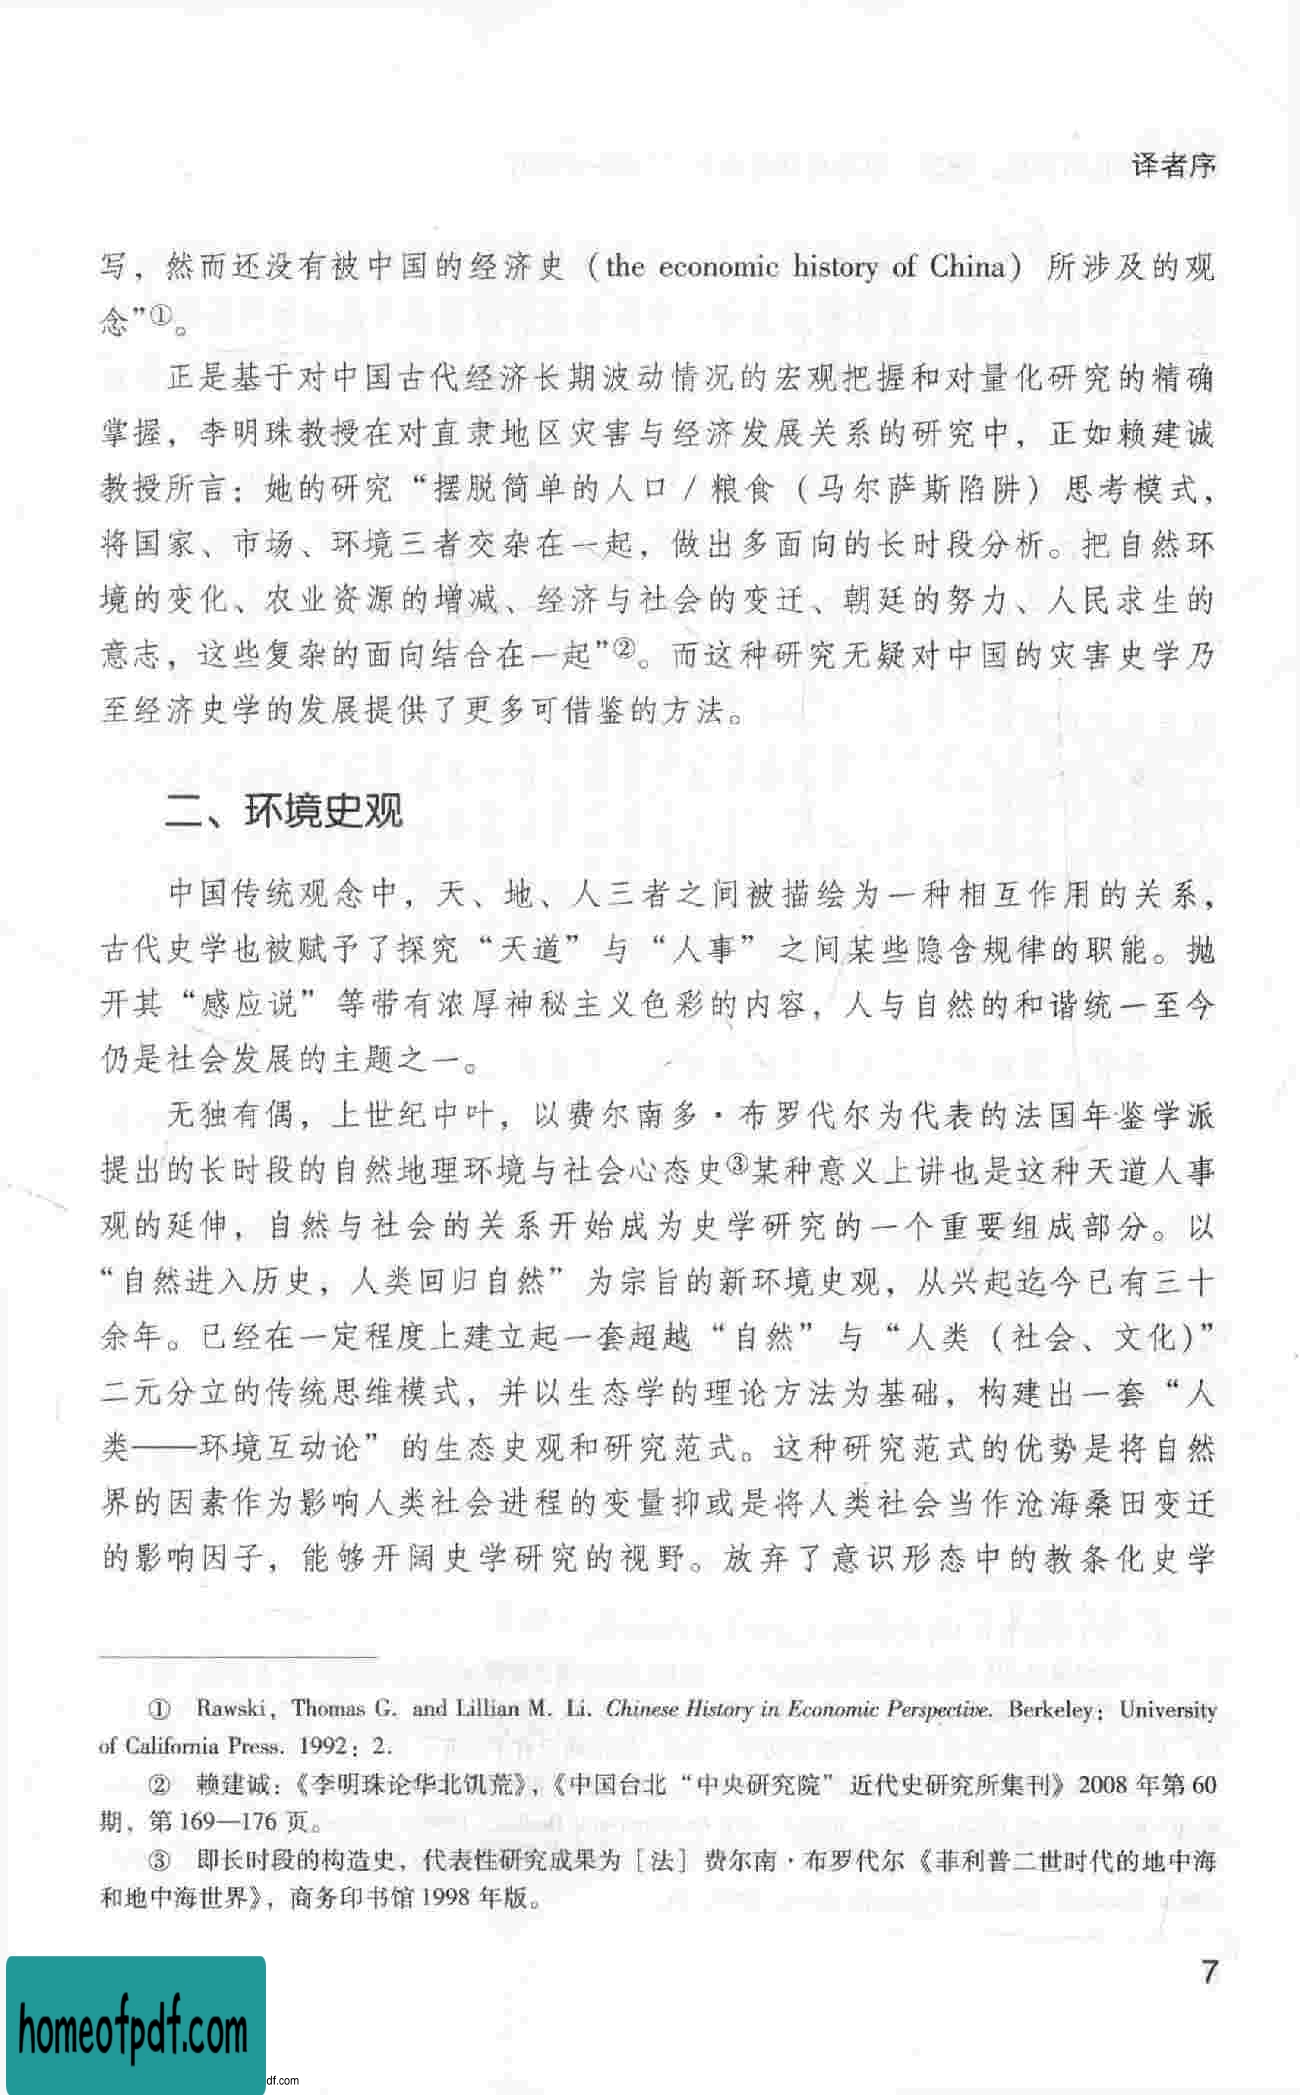 译者序
写，然而还没有被中国的经济史（the economic history of China）所涉及的观
念”①。
正是基于对中国古代经济长期波动情况的宏观把握和对量化研究的精确
掌握，李明珠教授在对直隶地区灾害与经济发展关系的研究中，正如赖建诚
教授所言：她的研究“摆脱简单的人口/粮食（马尔萨斯陷阱）思考模式，
将国家、市场、环境三者交杂在一起，做出多面向的长时段分析。把自然环
境的变化、农业资源的增减、经济与社会的变迁、朝廷的努力、人民求生的
意志，这些复杂的面向结合在一起”②。而这种研究无疑对中国的灾害史学乃
至经济史学的发展提供了更多可借鉴的方法。
二、环境史观
中国传统观念中，天、地、人三者之间被描绘为一种相互作用的关系，
古代史学也被赋予了探究“天道”与“人事”之间某些隐含规律的职能。抛
开其“感应说”等带有浓厚神秘主义色彩的内容，人与自然的和谐统一至今
仍是社会发展的主题之一。
无独有偶，上世纪中叶，以费尔南多·布罗代尔为代表的法国年鉴学派
提出的长时段的自然地理环境与社会心态史③某种意义上讲也是这种天道人事
观的延伸，自然与社会的关系开始成为史学研究的一个重要组成部分。以
“自然进入历史，人类回归自然”为宗旨的新环境史观，从兴起迄今已有三十
余年。已经在一定程度上建立起一套超越“自然”与“人类（社会、文化）”
二元分立的传统思维模式，并以生态学的理论方法为基础，构建出一套“人
类——环境互动论”的生态史观和研究范式。这种研究范式的优势是将自然
界的因素作为影响人类社会进程的变量抑或是将人类社会当作沧海桑田变迁
的影响因子，能够开阔史学研究的视野。放弃了意识形态中的教条化史学
① Rawski, Thomas G. and Lillian M. Li. Chinese History in Economic Perspective. Berkeley: University
of California Press. 1992: 2.
② 赖建诚：《李明珠论华北饥荒》，《中国台北“中央研究院”近代史研究所集刊》2008 年第 60
期，第 169—176 页。
③ 即长时段的构造史，代表性研究成果为［法］费尔南·布罗代尔《菲利普二世时代的地中海
和地中海世界》，商务印书馆 1998 年版。
7
homeofpdf.com
df.com